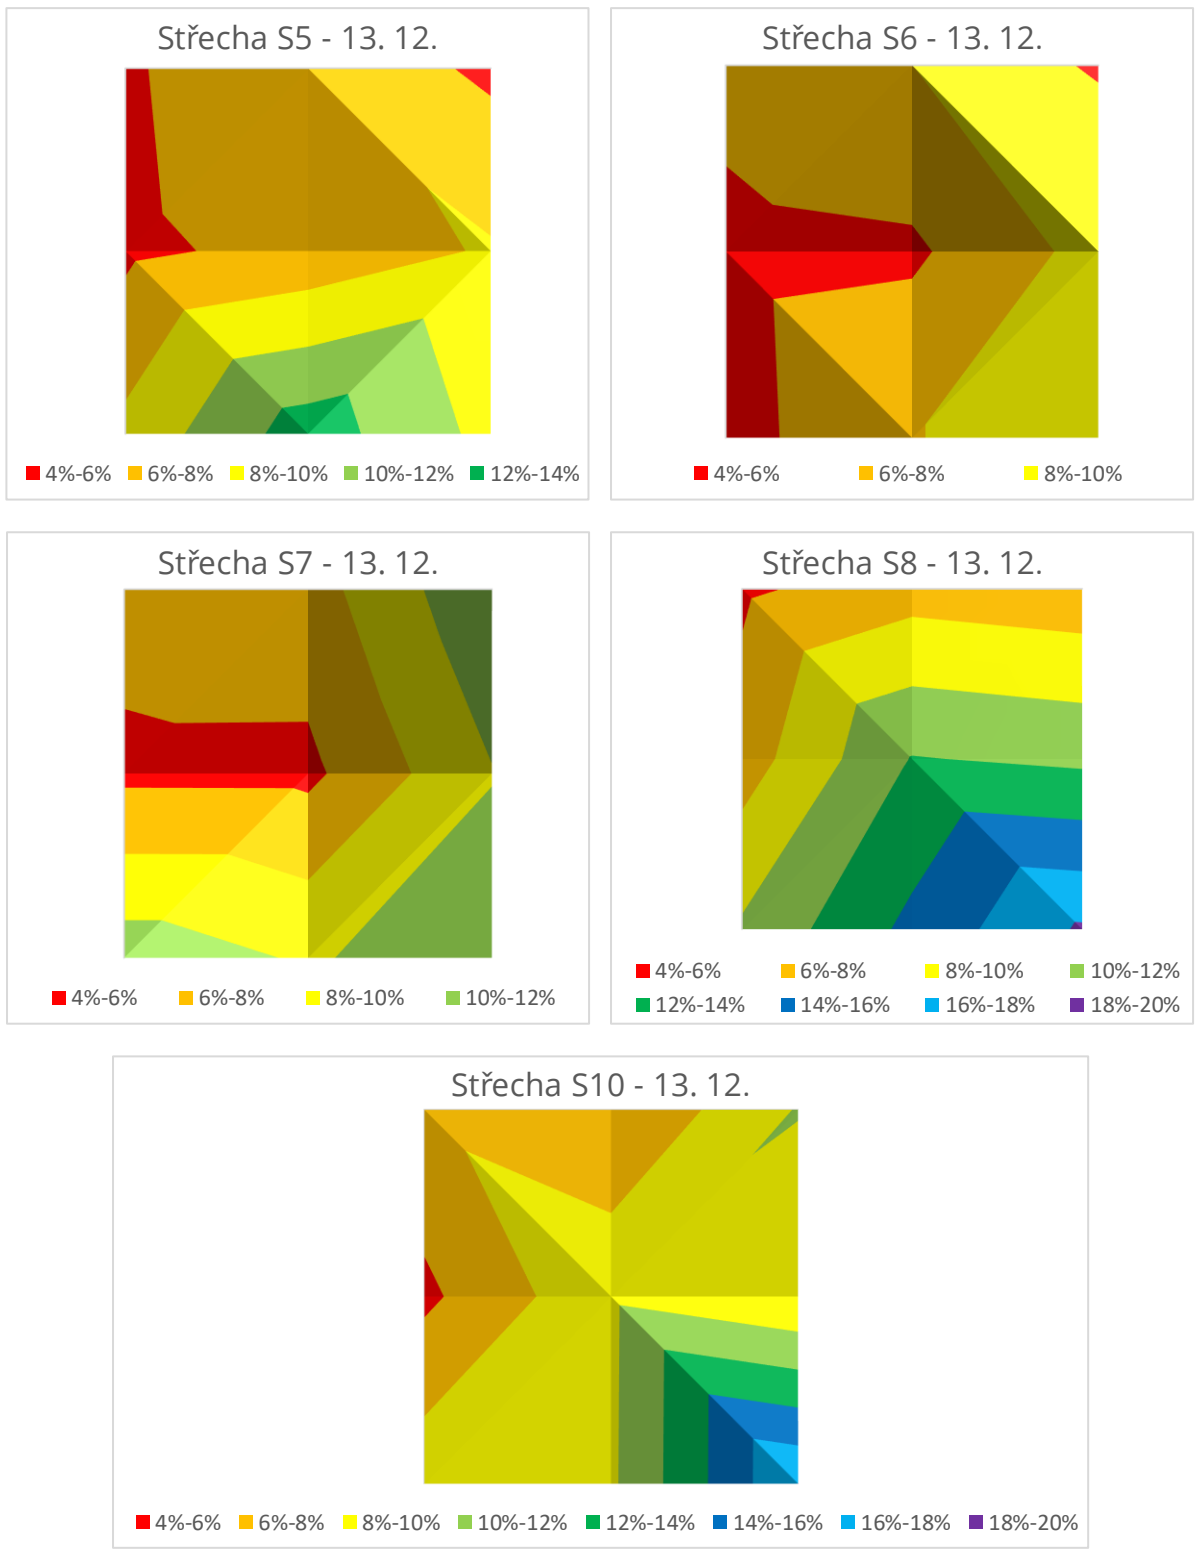 Střecha S5 - 13. 12.
4%-6% 6%-8% 8%-10% 10%-12% 12%-14%
Střecha S6 - 13. 12.
4%-6% 6%-8% 8%-10%
Střecha S7 - 13. 12.
4%-6% 6%-8% 8%-10% 10%-12%
Střecha S8 - 13. 12.
4%-6% 6%-8% 8%-10% 10%-12%
12%-14% 14%-16% 16%-18% 18%-20%
Střecha S10 - 13. 12.
4%-6% 6%-8% 8%-10% 10%-12% 12%-14% 14%-16% 16%-18% 18%-20%